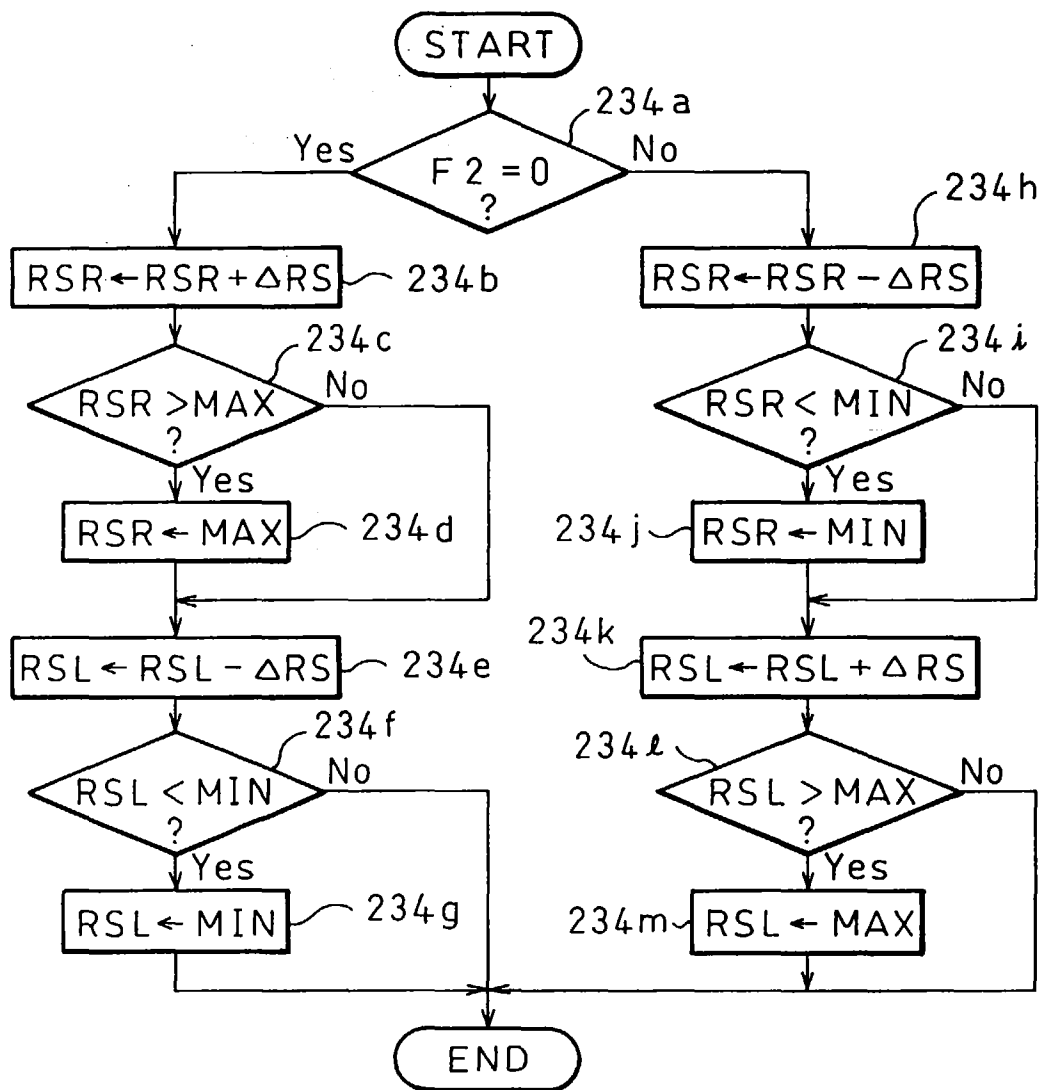 START
234a
Yes
No
F2=0
?
234h
RSR←RSR+ΔRS
234b
RSR←RSR-ΔRS
234c
234i
RSR>MAX
?
No
RSR<MIN
?
No
Yes
Yes
RSR←MAX
234d
234j
RSR←MIN
234k
RSL←RSL-ΔRS
234e
RSL←RSL+ΔRS
234f
234l
RSL<MIN
?
No
RSL>MAX
?
No
Yes
Yes
RSL←MIN
234g
234m
RSL←MAX
END